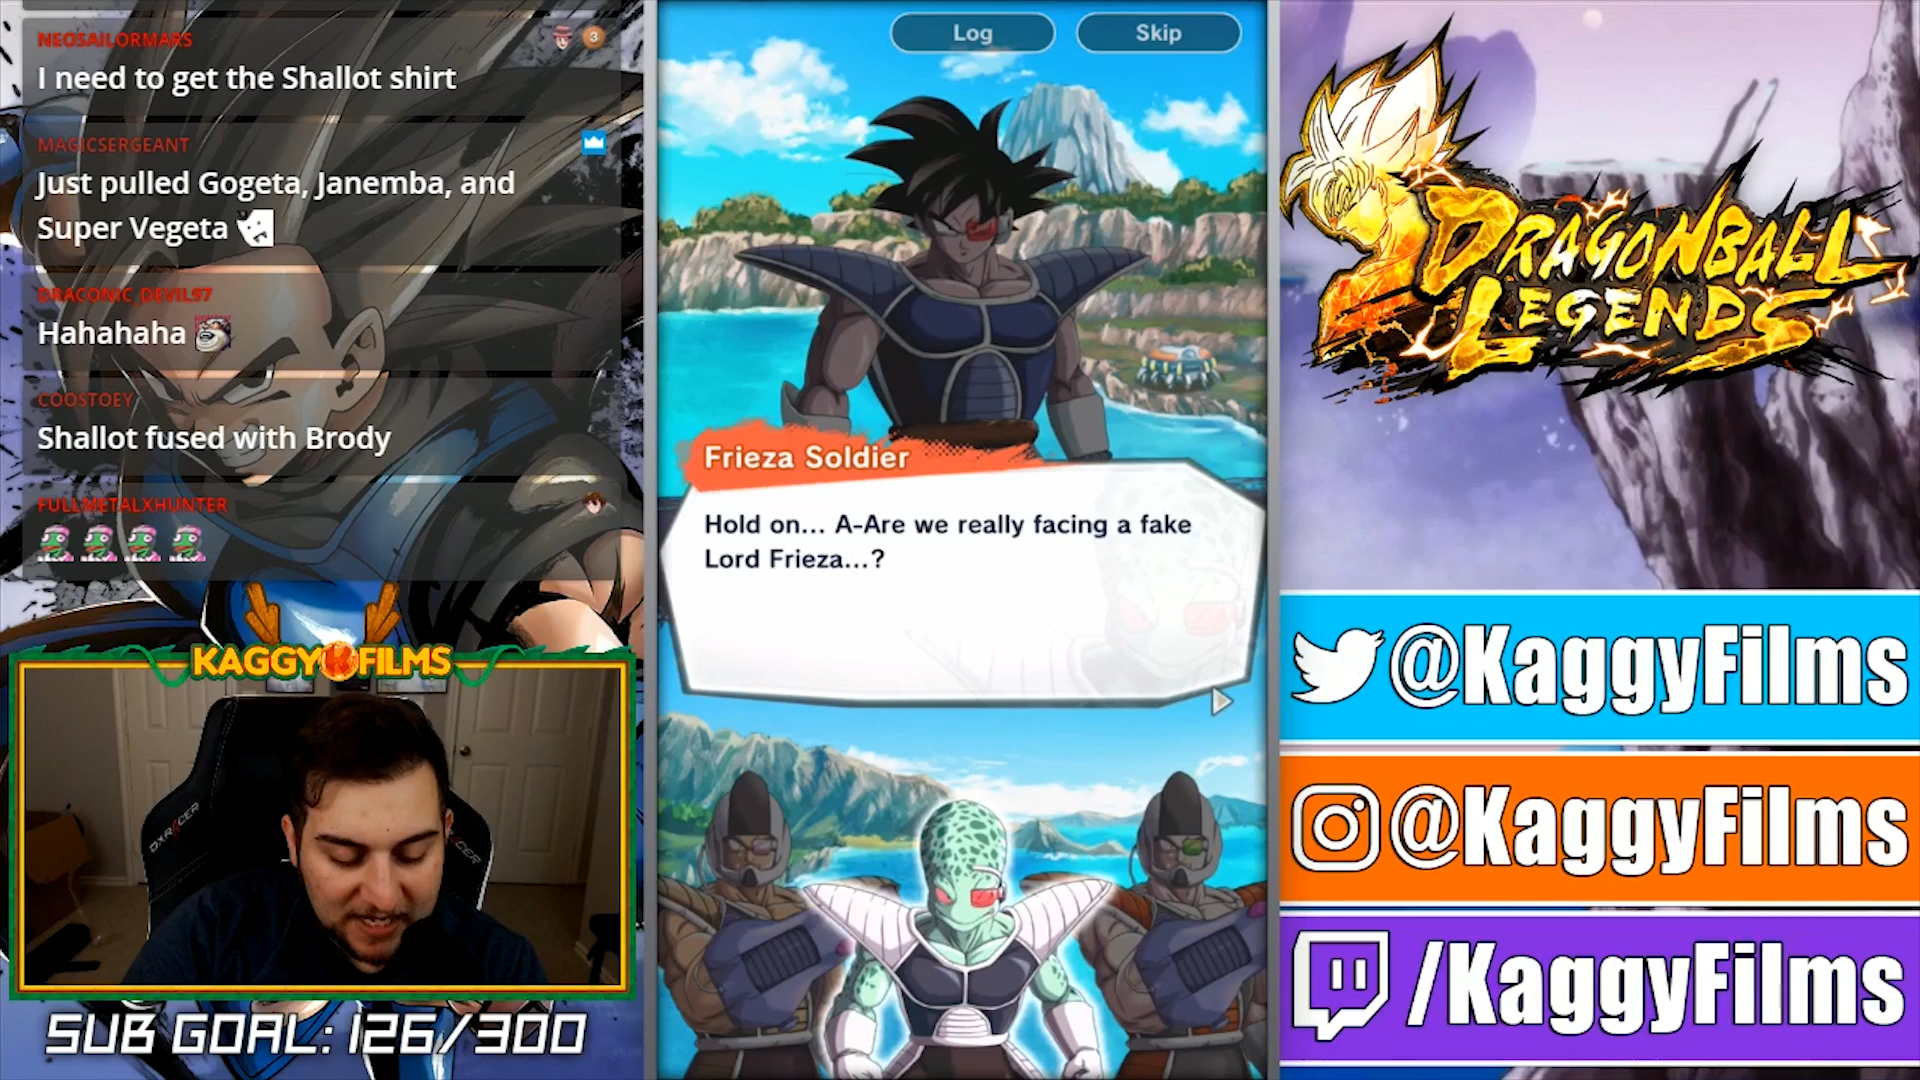 NEOSAILORMARS
3
I need to get the Shallot shirt
MAGICSERGEANT
Just pulled Gogeta, Janemba, and
Super Vegeta
DRACONIC_DEVIL97
Hahahaha
COOSTOEY
Shallot fused with Brody
FULLMETALXHUNTER
KAGGY FILMS
DXRACER
SUB GOAL: 126/300
Log
Skip
Frieza Soldier
Hold on... A-Are we really facing a fake
Lord Frieza...?
DRAGONBALL
LEGENDS
@KaggyFilms
@KaggyFilms
/KaggyFilms